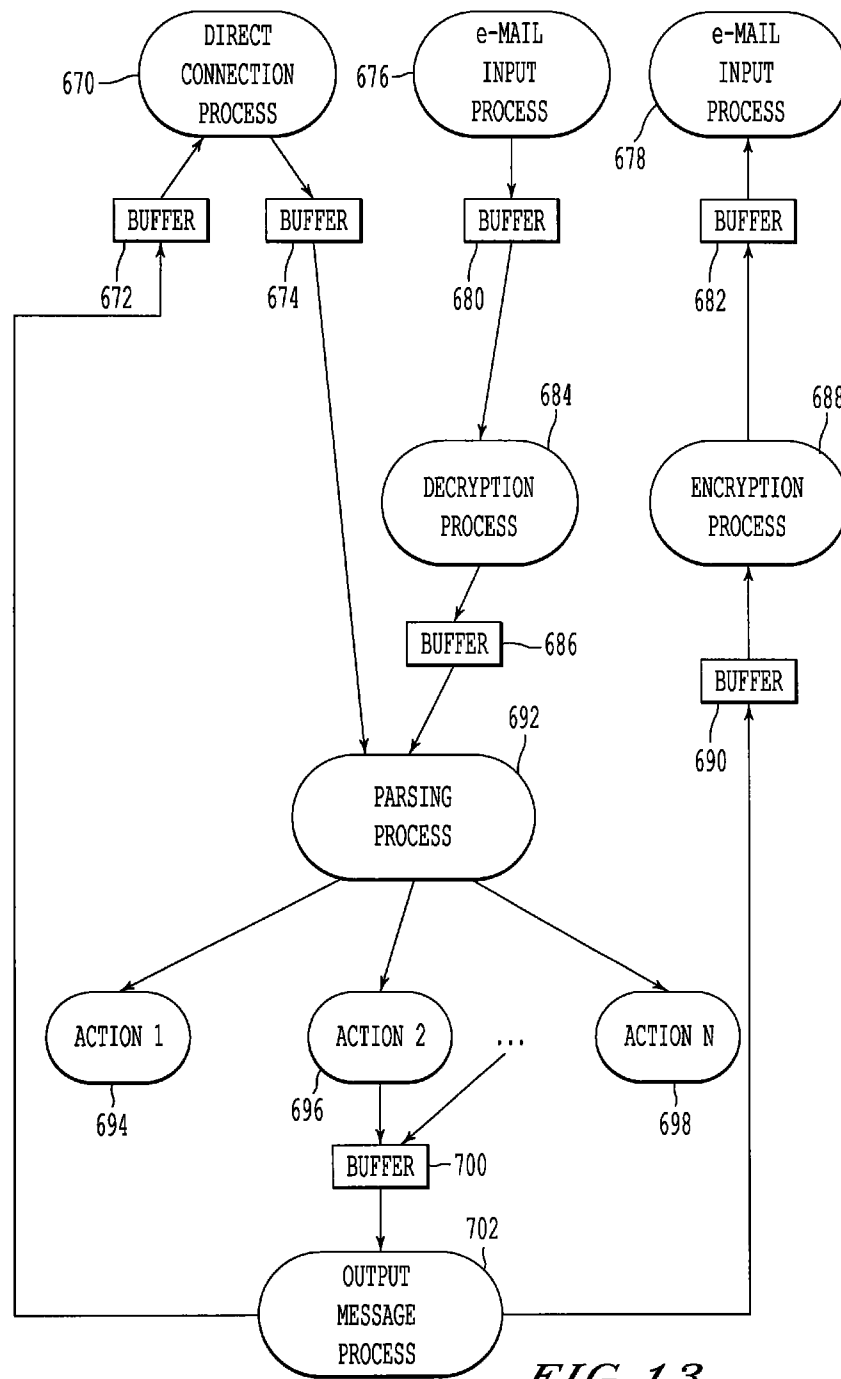 DIRECT
CONNECTION
PROCESS
670
e-MAIL
INPUT
PROCESS
676
e-MAIL
INPUT
PROCESS
678
BUFFER
672
BUFFER
674
BUFFER
680
BUFFER
682
DECRYPTION
PROCESS
684
ENCRYPTION
PROCESS
688
BUFFER
686
BUFFER
690
PARSING
PROCESS
692
ACTION 1
694
ACTION 2
696
...
ACTION N
698
BUFFER
700
OUTPUT
MESSAGE
PROCESS
702
FIG. 13